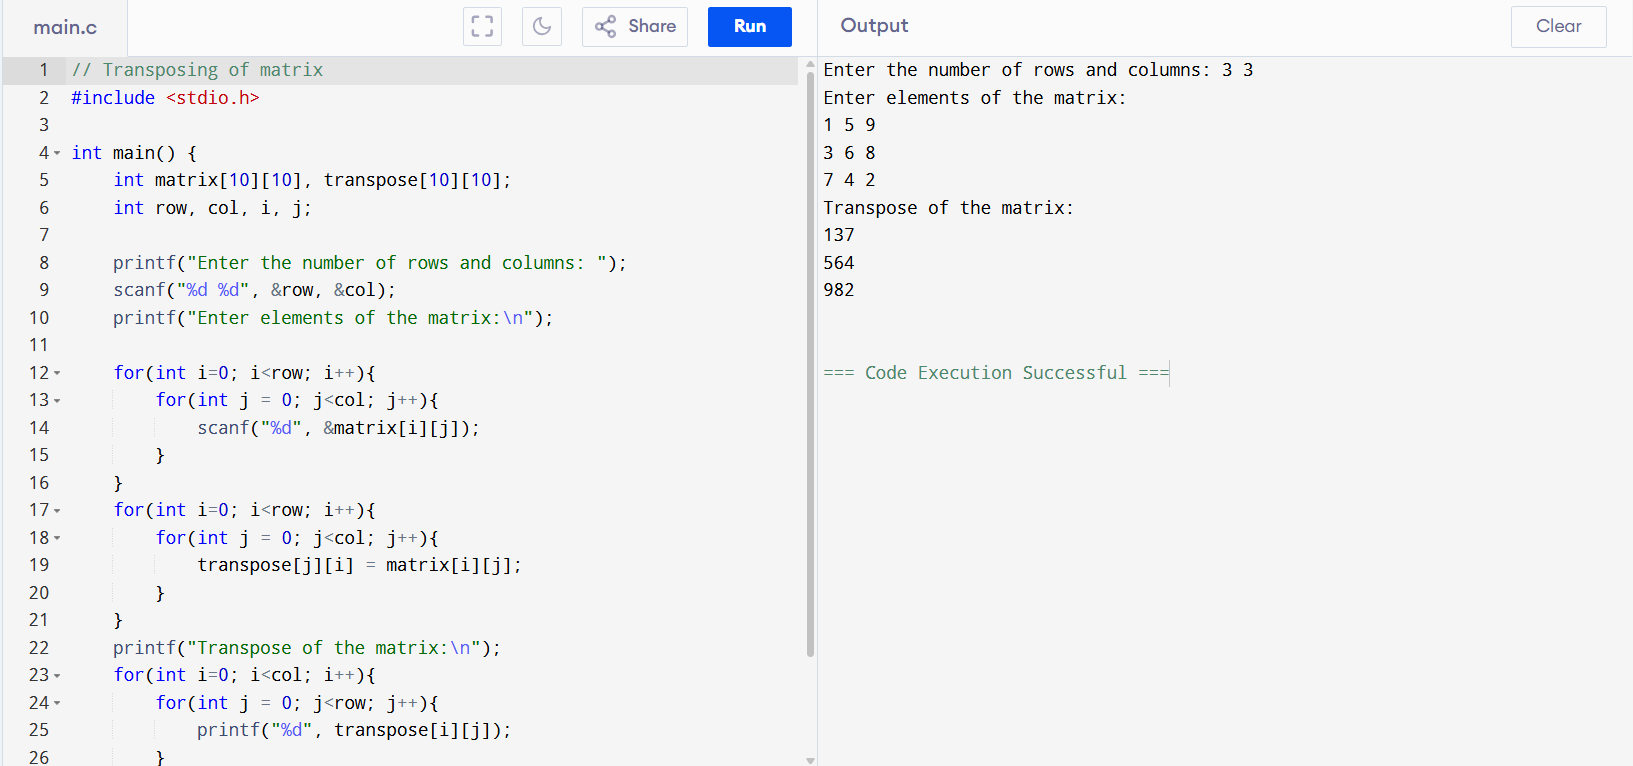 main.c
Share
Run
1 // Transposing of matrix
2 #include <stdio.h>
3
4 int main() {
5     int matrix[10][10], transpose[10][10];
6     int row, col, i, j;
7
8     printf("Enter the number of rows and columns: ");
9     scanf("%d %d", &row, &col);
10     printf("Enter elements of the matrix:\n");
11
12     for(int i=0; i<row; i++){
13         for(int j = 0; j<col; j++){
14             scanf("%d", &matrix[i][j]);
15         }
16     }
17     for(int i=0; i<row; i++){
18         for(int j = 0; j<col; j++){
19             transpose[j][i] = matrix[i][j];
20         }
21     }
22     printf("Transpose of the matrix:\n");
23     for(int i=0; i<col; i++){
24         for(int j = 0; j<row; j++){
25             printf("%d", transpose[i][j]);
26         }
Output
Clear
Enter the number of rows and columns: 3 3
Enter elements of the matrix:
1 5 9
3 6 8
7 4 2
Transpose of the matrix:
137
564
982
=== Code Execution Successful ===